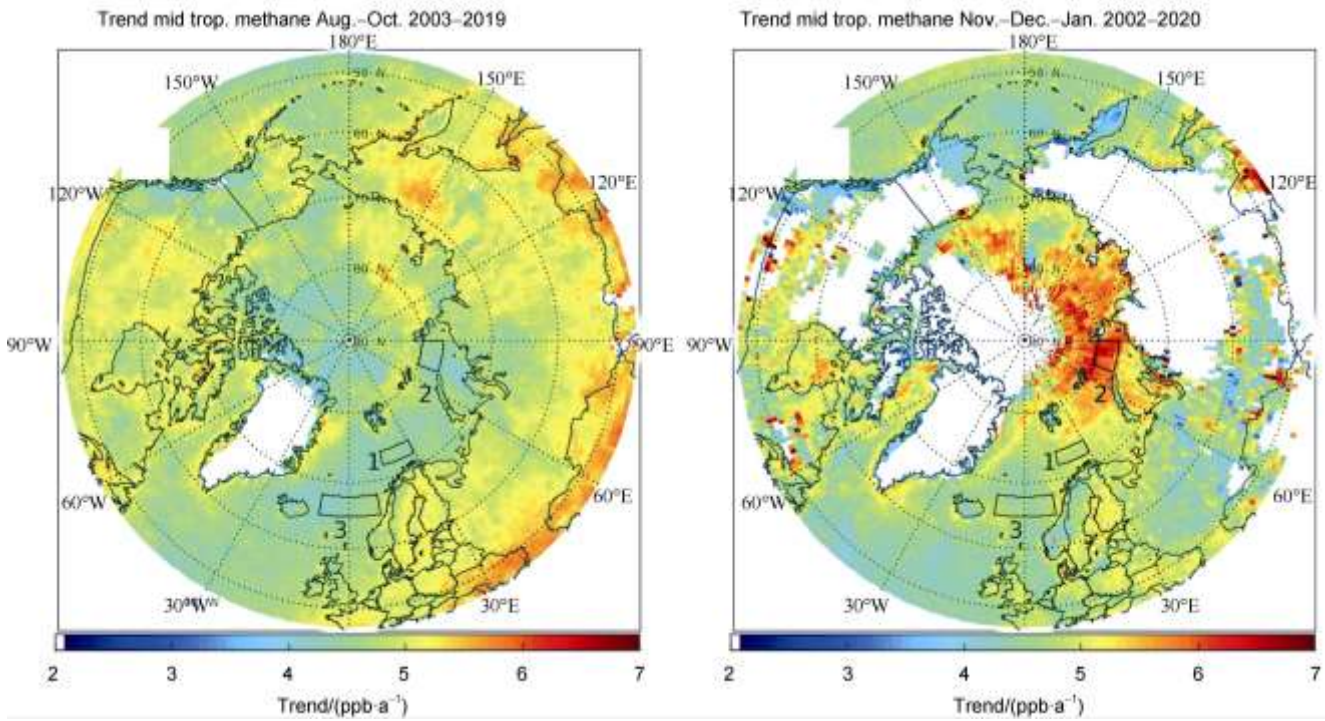 Trend mid trop. methane Aug.–Oct. 2003–2019
180°E
150°W
150°E
120°W
120°E
90°W
90°E
60°W
60°E
30°W
30°E
80 N
1
2
3
2 3 4 5 6 7
Trend/(ppb·a⁻¹)
Trend mid trop. methane Nov.–Dec.–Jan. 2002–2020
180°E
150°W
150°E
120°W
120°E
90°W
90°E
60°W
60°E
30°W
30°E
1
2
3
2 3 4 5 6 7
Trend/(ppb·a⁻¹)